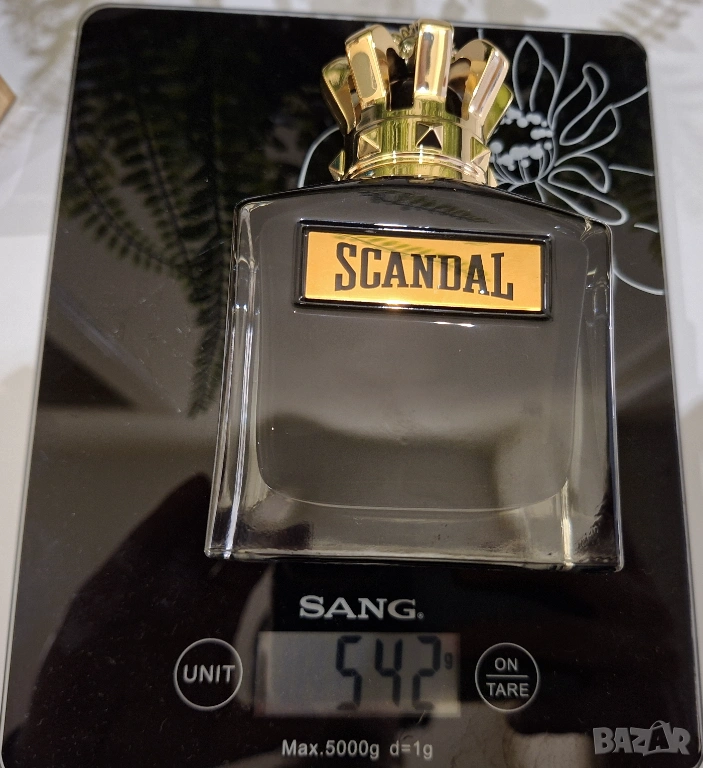 SCANDAL
SANG.
UNIT
542g
ON
TARE
Max.5000g d=1g
BAZAR